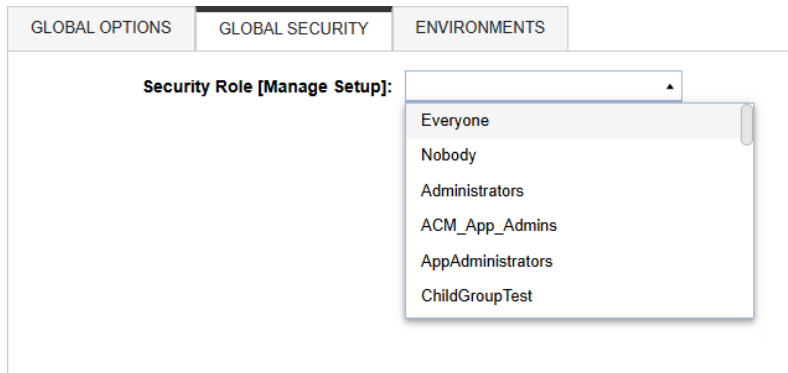 GLOBAL OPTIONS GLOBAL SECURITY ENVIRONMENTS
Security Role [Manage Setup]:
Everyone
Nobody
Administrators
ACM_App_Admins
AppAdministrators
ChildGroupTest